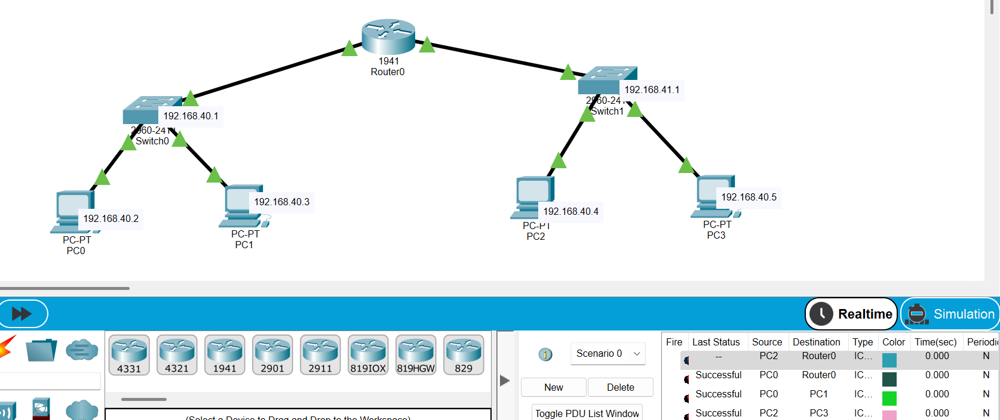 1941
Router0
192.168.41.1
Switch1
192.168.40.1
Switch0
192.168.40.2
PC-PT
PC0
192.168.40.3
PC-PT
PC1
192.168.40.4
PC-PT
PC2
192.168.40.5
PC-PT
PC3
Realtime
Simulation
4331
4321
1941
2901
2911
819IOX
819HGW
829
Scenario 0
New
Delete
Toggle PDU List Window
(Select a Device to Drag and Drop to the Workspace)
Fire Last Status Source Destination Type Color Time(sec) Periodic
-- PC2 Router0 IC... 0.000 N
Successful PC0 Router0 IC... 0.000 N
Successful PC0 PC1 IC... 0.000 N
Successful PC2 PC3 IC... 0.000 N